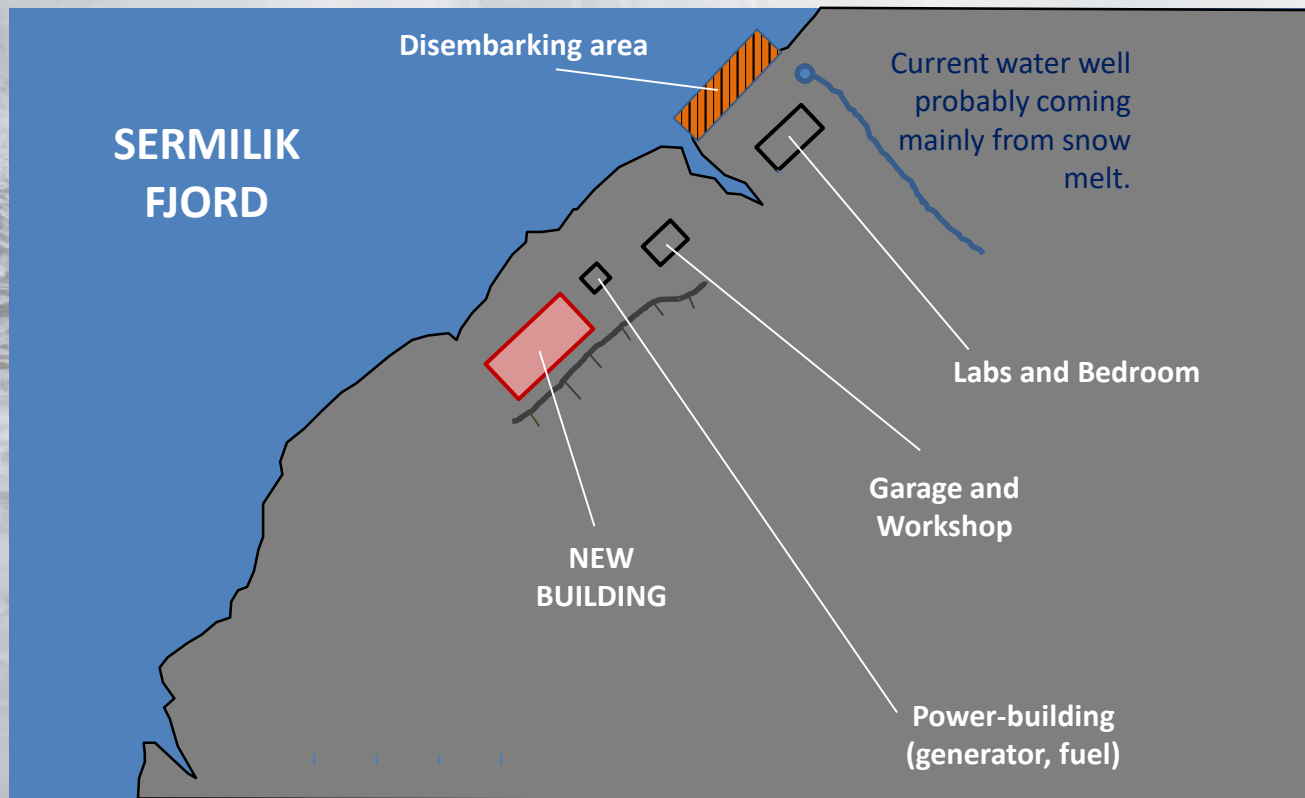 Disembarking area
SERMILIK
FJORD
Current water well
probably coming
mainly from snow
melt.
Labs and Bedroom
Garage and
Workshop
NEW
BUILDING
Power-building
(generator, fuel)